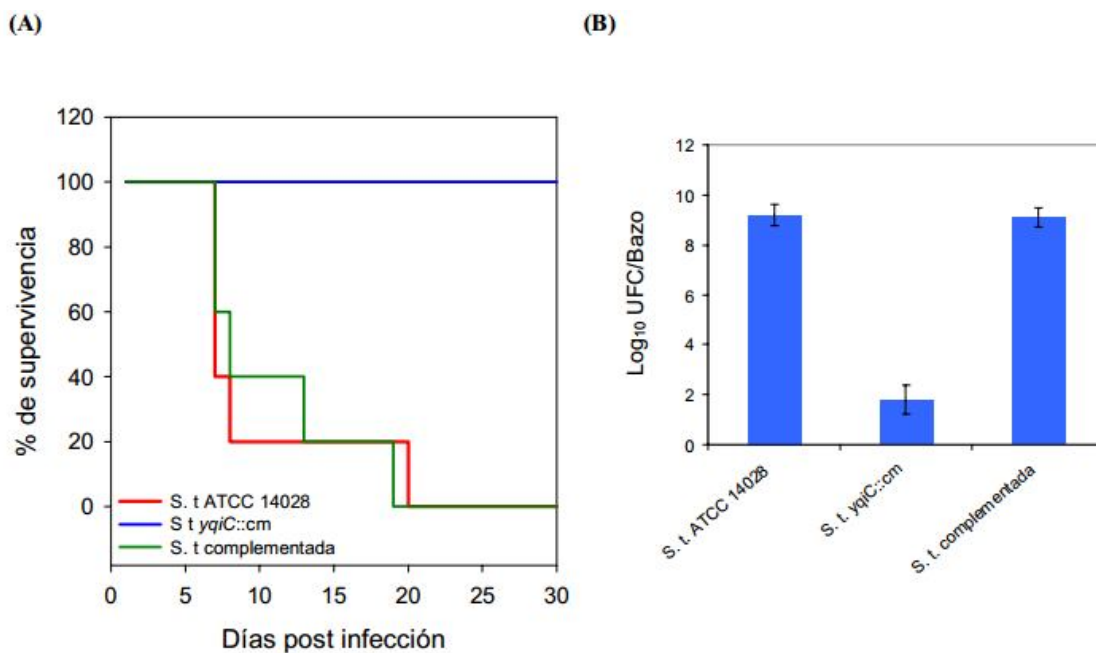 (A)
120
100
80
60
40
20
0
% de supervivencia
S. t ATCC 14028
S t yqiC::cm
S. t complementada
0 5 10 15 20 25 30
Días post infección
(B)
12
10
8
6
4
2
0
Log₁₀ UFC/Bazo
S. t. ATCC 14028
S. t. yqiC::cm
S. t. complementada